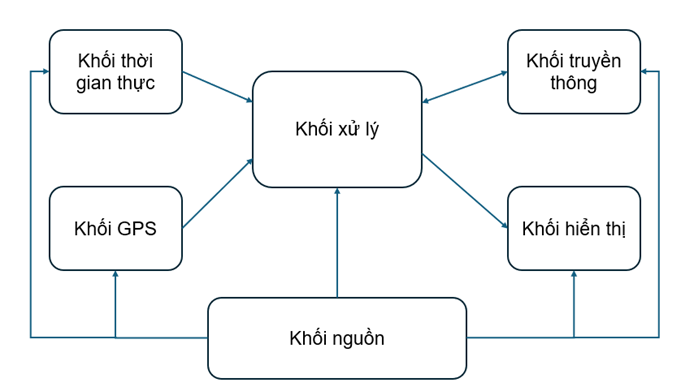 Khối thời
gian thực
Khối truyền
thông
Khối xử lý
Khối GPS
Khối hiển thị
Khối nguồn